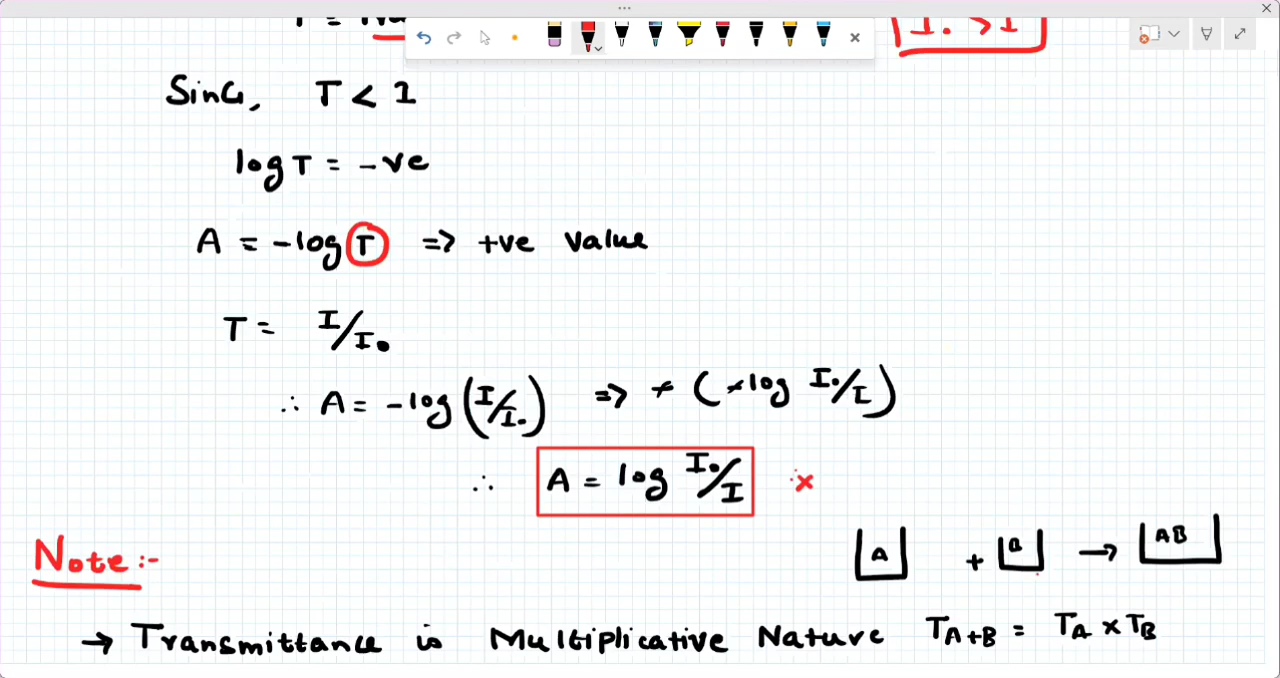 I₀ > I
Since, T < 1
log T = -ve
A = -log T => +ve value
T = I/I₀
∴ A = -log (I/I₀) => + (+log I₀/I)
∴ A = log I₀/I ×
Note :-
A + B → AB
→ Transmittance is Multiplicative Nature T_A+B = T_A × T_B